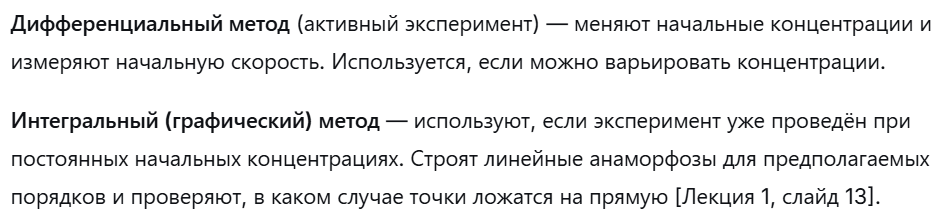 Дифференциальный метод (активный эксперимент) — меняют начальные концентрации и
измеряют начальную скорость. Используется, если можно варьировать концентрации.
Интегральный (графический) метод — используют, если эксперимент уже проведён при
постоянных начальных концентрациях. Строят линейные анаморфозы для предполагаемых
порядков и проверяют, в каком случае точки ложатся на прямую [Лекция 1, слайд 13].